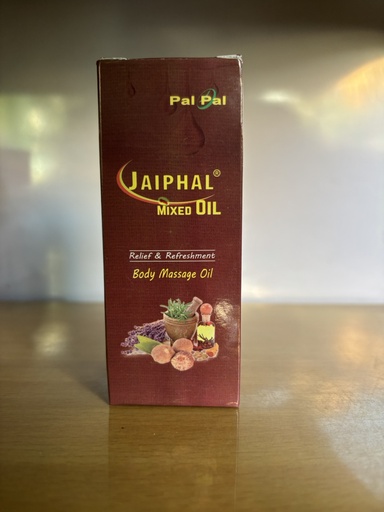 Pal Pal
JAIPHAL®
MIXED OIL
Relief & Refreshment
Body Massage Oil